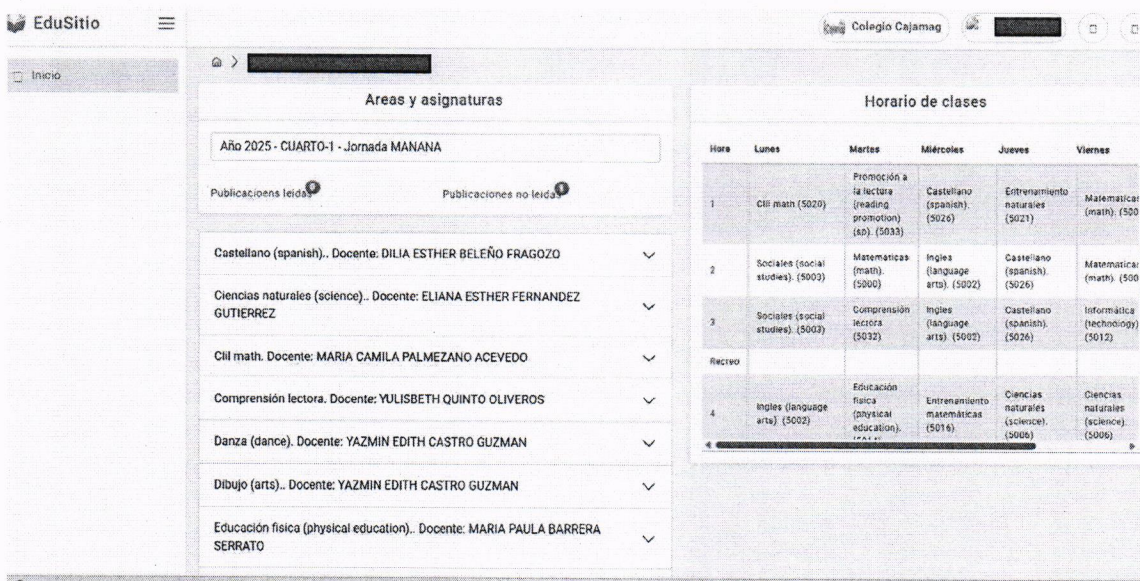 EduSitio
Colegio Cajamag
Inicio
Areas y asignaturas
Año 2025 - CUARTO-1 - Jornada MANANA
Publicacioens leidas
Publicaciones no leidas
Castellano (spanish).. Docente: DILIA ESTHER BELEÑO FRAGOZO
Ciencias naturales (science).. Docente: ELIANA ESTHER FERNANDEZ
GUTIERREZ
Clil math. Docente: MARIA CAMILA PALMEZANO ACEVEDO
Comprensión lectora. Docente: YULISBETH QUINTO OLIVEROS
Danza (dance). Docente: YAZMIN EDITH CASTRO GUZMAN
Dibujo (arts).. Docente: YAZMIN EDITH CASTRO GUZMAN
Educación fisica (physical education).. Docente: MARIA PAULA BARRERA
SERRATO
Horario de clases
Hora Lunes Martes Miércoles Jueves Viernes
1
Clil math (5020)
Promoción a
la lectura
(reading
promotion)
(sp). (5033)
Castellano
(spanish).
(5026)
Entrenamiento
naturales
(5021)
Matematicas
(math). (500
2
Sociales (social
studies). (5003)
Matematicas
(math).
(5000)
Ingles
(language
arts). (5002)
Castellano
(spanish).
(5026)
Matematicas
(math). (500
3
Sociales (social
studies). (5003)
Comprensión
lectora
(5032)
Ingles
(language
arts). (5002)
Castellano
(spanish).
(5026)
Informática
(technology)
(5012)
Recreo
4
Ingles (language
arts). (5002)
Educación
fisica
(physical
education).
Entrenamiento
matemáticas
(5016)
Ciencias
naturales
(science).
(5006)
Ciencias
naturales
(science).
(5006)